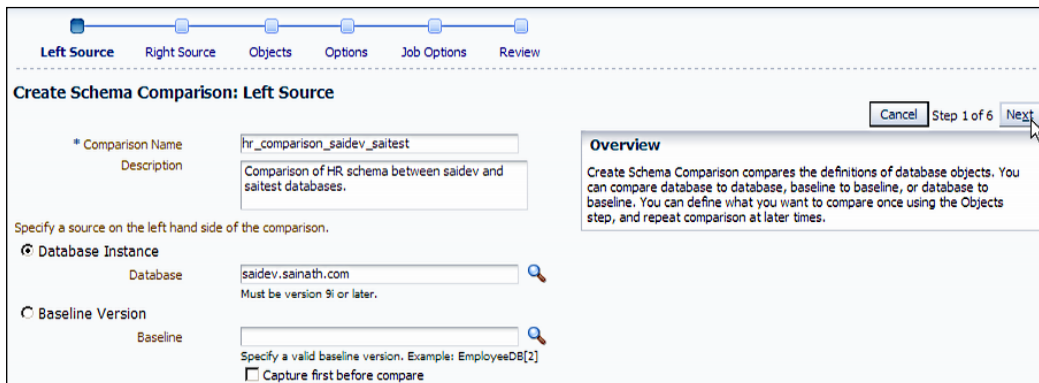 Left Source Right Source Objects Options Job Options Review
Create Schema Comparison: Left Source
Cancel Step 1 of 6 Next
* Comparison Name hr_comparison_saidev_saitest
Description Comparison of HR schema between saidev and
saitest databases.
Overview
Create Schema Comparison compares the definitions of database objects. You
can compare database to database, baseline to baseline, or database to
baseline. You can define what you want to compare once using the Objects
step, and repeat comparison at later times.
Specify a source on the left hand side of the comparison.
Database Instance
Database saidev.sainath.com
Must be version 9i or later.
Baseline Version
Baseline
Specify a valid baseline version. Example: EmployeeDB[2]
Capture first before compare